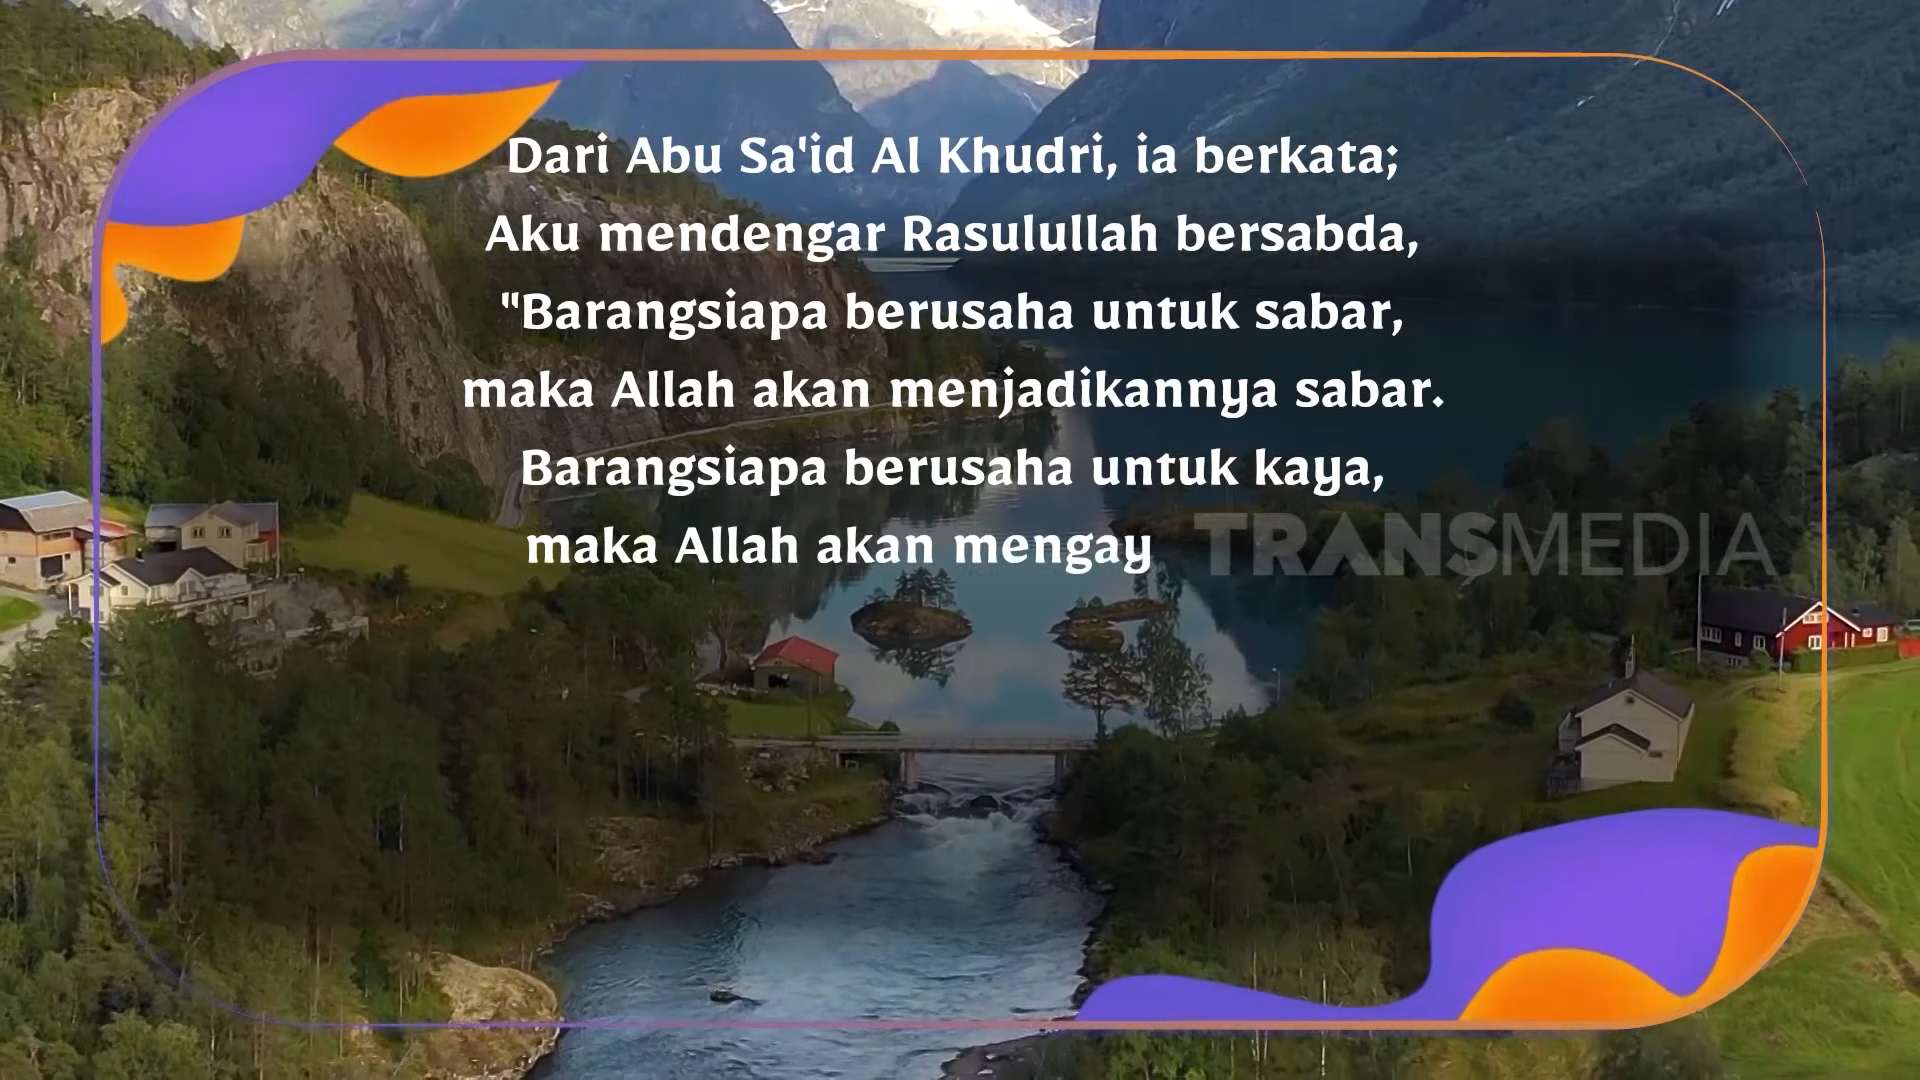 Dari Abu Sa'id Al Khudri, ia berkata;
Aku mendengar Rasulullah bersabda,
"Barangsiapa berusaha untuk sabar,
maka Allah akan menjadikannya sabar.
Barangsiapa berusaha untuk kaya,
maka Allah akan mengay
TRANSMEDIA